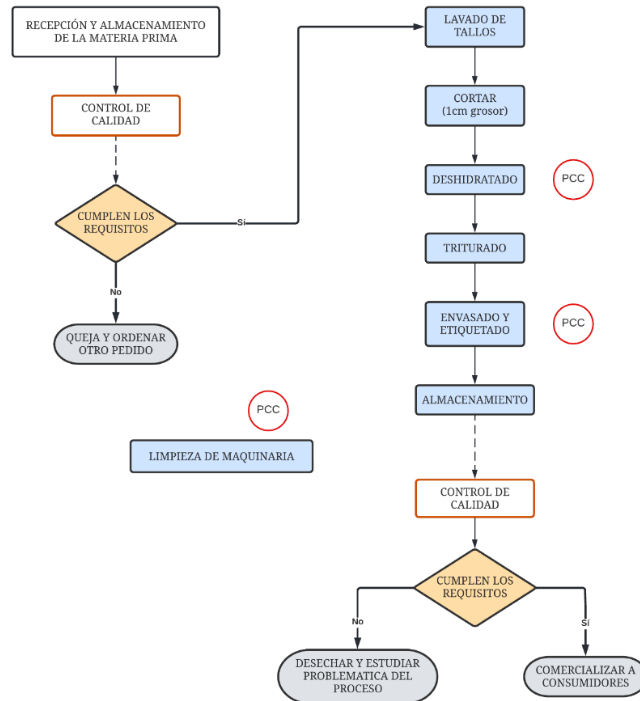 RECEPCIÓN Y ALMACENAMIENTO
DE LA MATERIA PRIMA
CONTROL DE
CALIDAD
CUMPLEN LOS
REQUISITOS
Sí
No
QUEJA Y ORDENAR
OTRO PEDIDO
LAVADO DE
TALLOS
CORTAR
(1cm grosor)
DESHIDRATADO
PCC
TRITURADO
ENVASADO Y
ETIQUETADO
PCC
ALMACENAMIENTO
PCC
LIMPIEZA DE MAQUINARIA
CONTROL DE
CALIDAD
CUMPLEN LOS
REQUISITOS
No
Sí
DESECHAR Y ESTUDIAR
PROBLEMATICA DEL
PROCESO
COMERCIALIZAR A
CONSUMIDORES